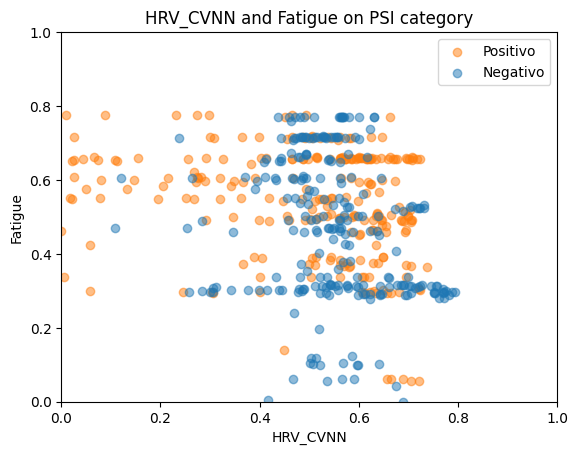 HRV_CVNN and Fatigue on PSI category
Positivo
Negativo
1.0
0.8
0.6
0.4
0.2
0.0
Fatigue
0.0 0.2 0.4 0.6 0.8 1.0
HRV_CVNN